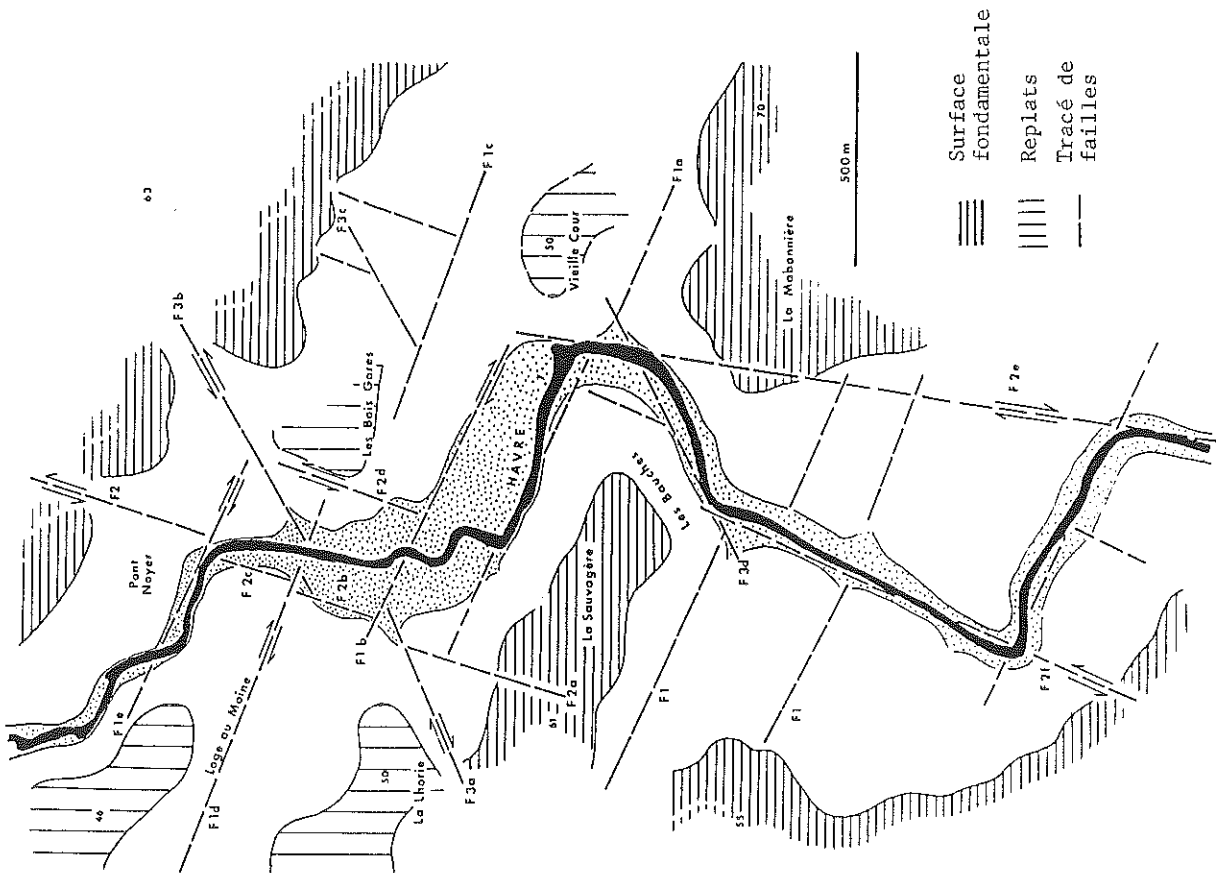 46
F1e
Pont
Noyer
F2
63
Loge au Moine
F3b
F1d
F2c
F2b
F3c
F1b
Les Bois Gares
50
F2d
La Lhorie
F3a
F1c
HAVRE
61
50
F2a
Vieille Cour
La Sauvagère
Les Bauches
F1
F1a
F3d
55
70
F1
La Mabonnière
500 m
Surface
fondamentale
F2e
Replats
F2f
Tracé de
failles